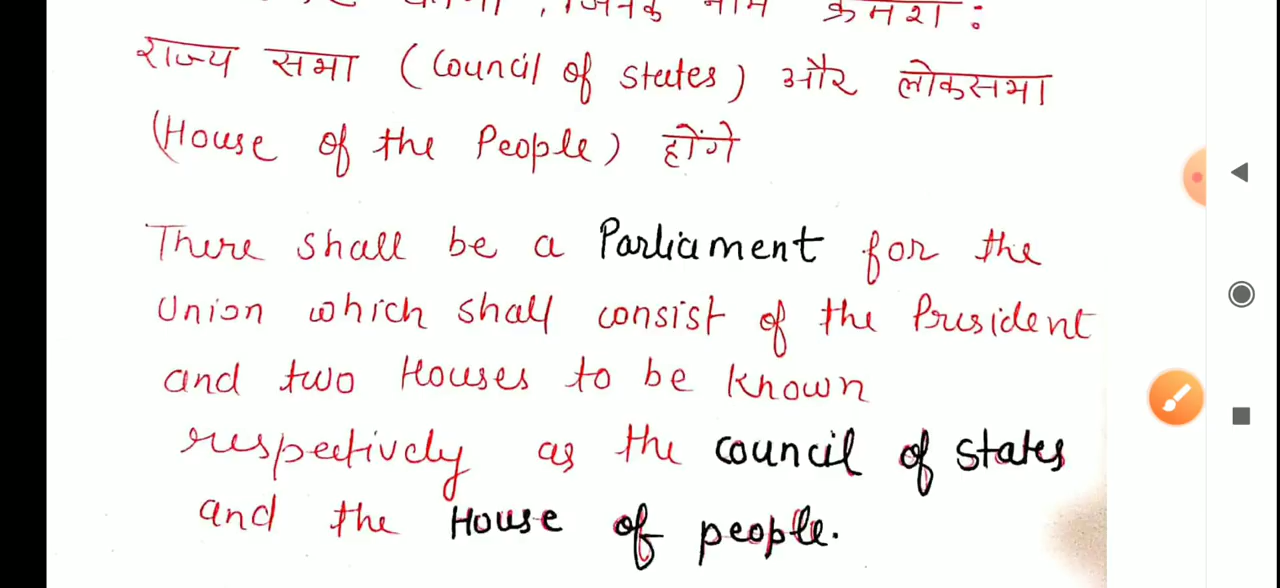 जिनके नाम क्रमश:
राज्य सभा (Council of states) और लोकसभा
(House of the People) होंगे
There shall be a Parliament for the
Union which shall consist of the President
and two Houses to be known
respectively as the council of states
and the House of people.